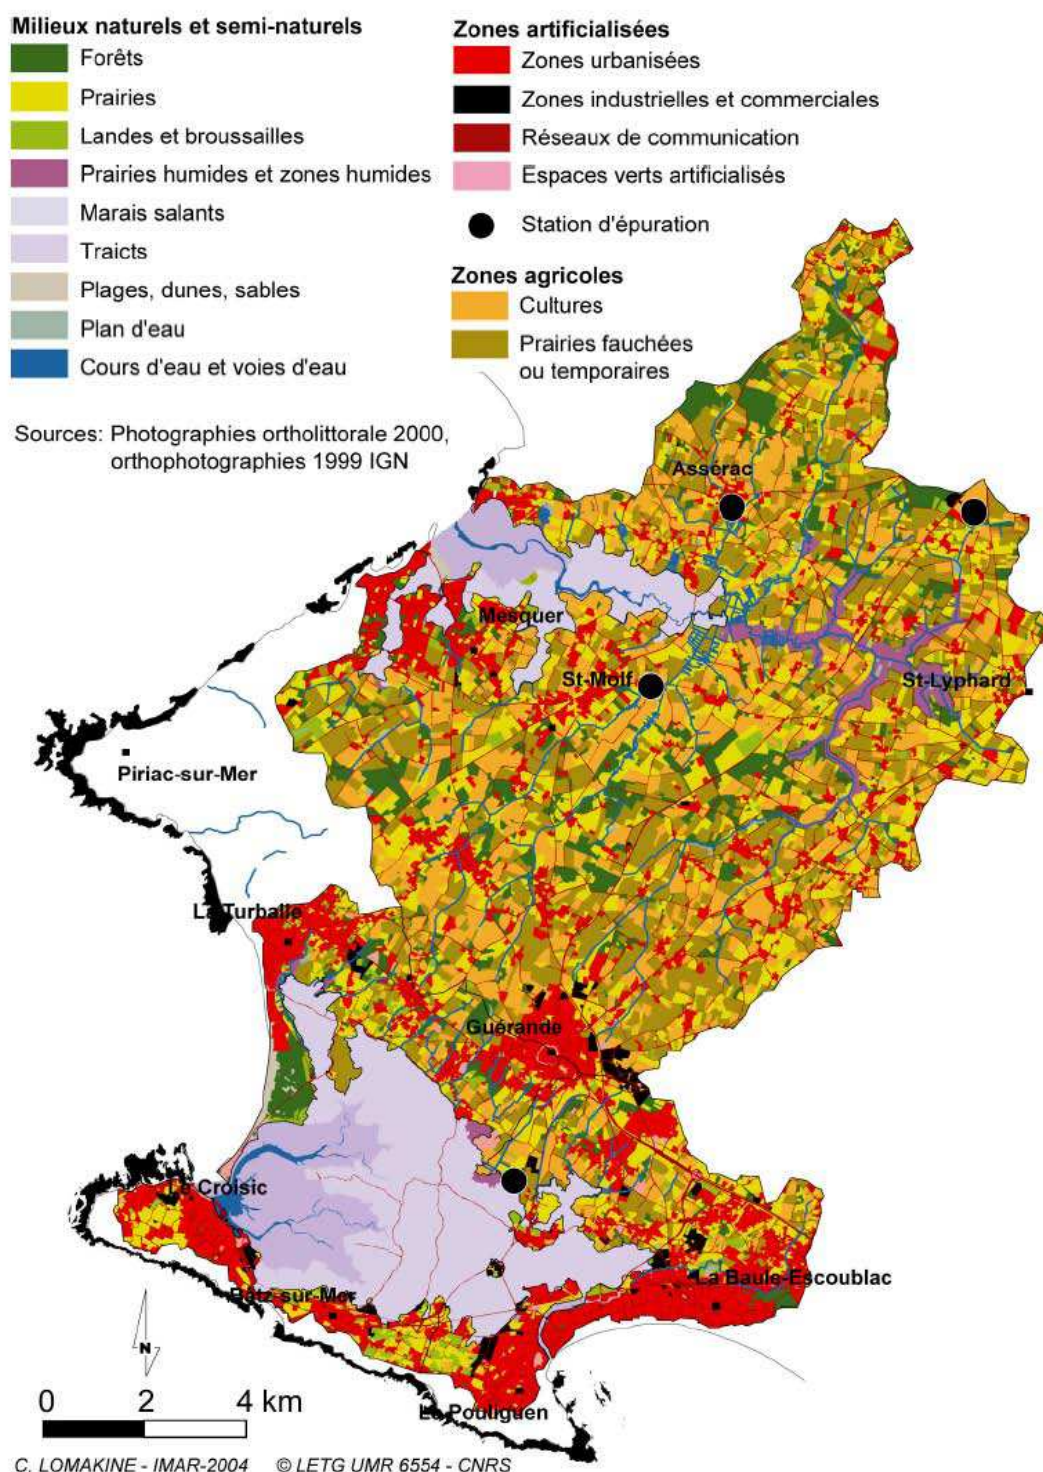 Milieux naturels et semi-naturels
Forêts
Prairies
Landes et broussailles
Prairies humides et zones humides
Marais salants
Traicts
Plages, dunes, sables
Plan d'eau
Cours d'eau et voies d'eau
Zones artificialisées
Zones urbanisées
Zones industrielles et commerciales
Réseaux de communication
Espaces verts artificialisés
Station d'épuration
Zones agricoles
Cultures
Prairies fauchées
ou temporaires
Sources: Photographies ortholittorale 2000,
orthophotographies 1999 IGN
Assérac
Mesquer
St-Molf
St-Lyphard
Piriac-sur-Mer
La Turballe
Guérande
Le Croisic
La Baule-Escoublac
Batz-sur-Mer
Le Pouliguen
N
0 2 4 km
C. LOMAKINE - IMAR-2004 © LETG UMR 6554 - CNRS